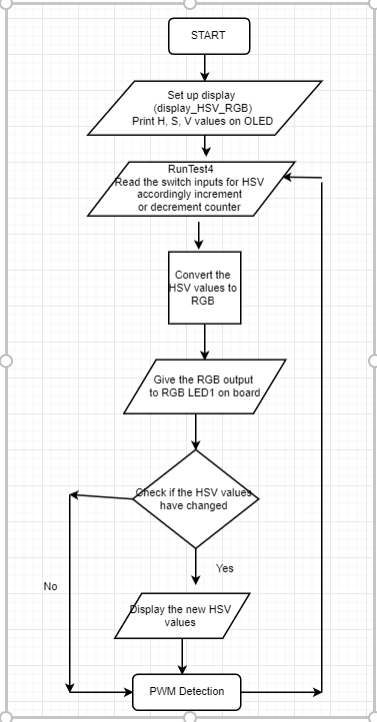 START
Set up display
(display_HSV_RGB)
Print H, S, V values on OLED
RunTest4
Read the switch inputs for HSV
accordingly increment
or decrement counter
Convert the
HSV values to
RGB
Give the RGB output
to RGB LED1 on board
Check if the HSV values
have changed
Yes
No
Display the new HSV
values
PWM Detection